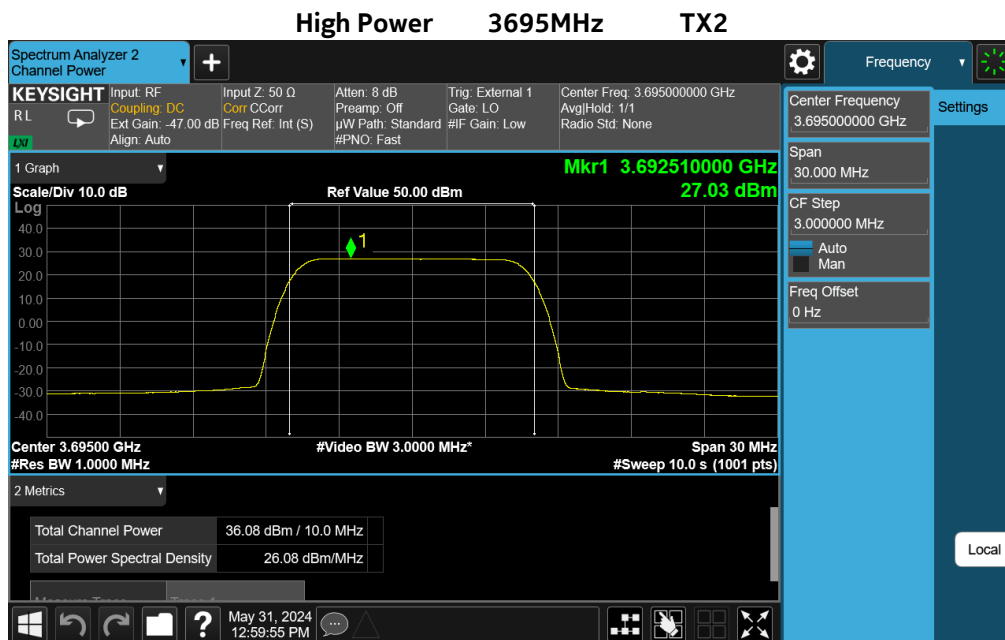 High Power 3695MHz TX2
Spectrum Analyzer 2
Channel Power
Frequency
KEYSIGHT
R L
LXI
Input: RF
Coupling: DC
Ext Gain: -47.00 dB
Align: Auto
Input Z: 50 Ω
Corr CCorr
Freq Ref: Int (S)
Atten: 8 dB
Preamp: Off
µW Path: Standard
#PNO: Fast
Trig: External 1
Gate: LO
#IF Gain: Low
Center Freq: 3.695000000 GHz
Avg|Hold: 1/1
Radio Std: None
Center Frequency
3.695000000 GHz
Settings
Span
30.000 MHz
CF Step
3.000000 MHz
Auto
Man
Freq Offset
0 Hz
Local
1 Graph
Mkr1 3.692510000 GHz
27.03 dBm
Scale/Div 10.0 dB
Ref Value 50.00 dBm
Log
40.0
30.0
20.0
10.0
0.00
-10.0
-20.0
-30.0
-40.0
1
Center 3.69500 GHz
#Video BW 3.0000 MHz*
Span 30 MHz
#Res BW 1.0000 MHz
#Sweep 10.0 s (1001 pts)
2 Metrics
Total Channel Power 36.08 dBm / 10.0 MHz
Total Power Spectral Density 26.08 dBm/MHz
?
May 31, 2024
12:59:55 PM